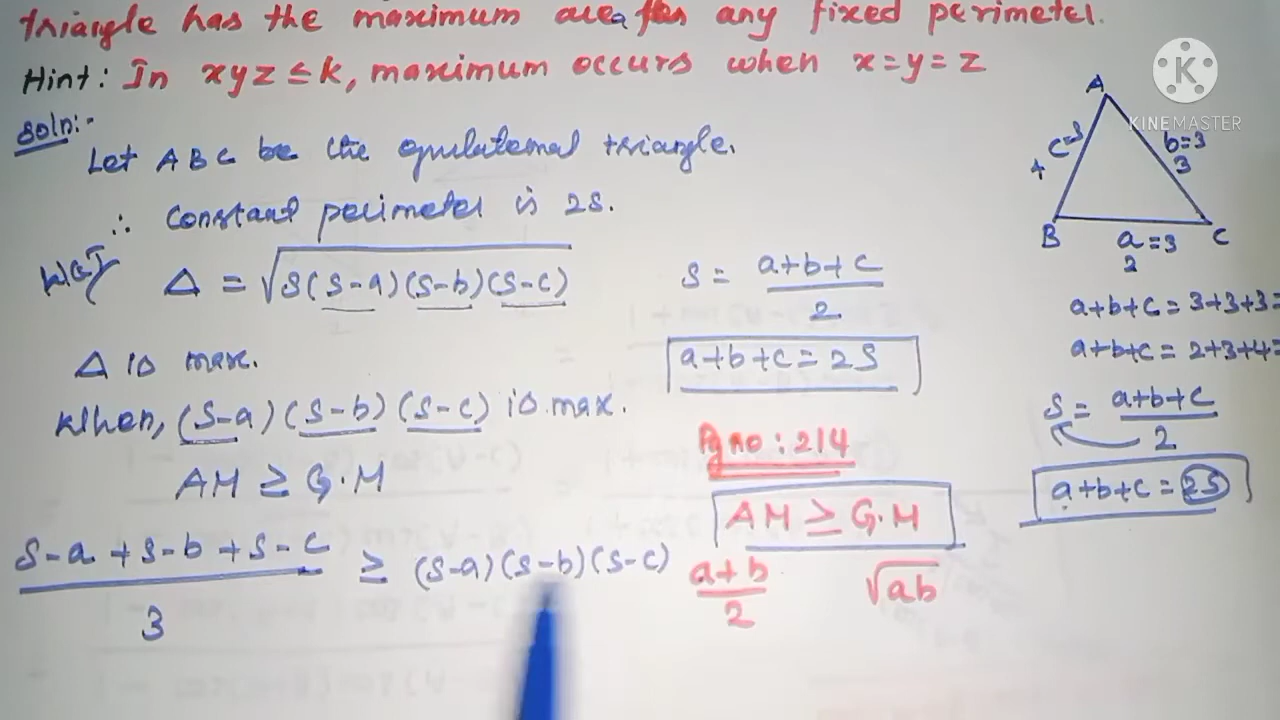 triangle has the maximum area for any fixed perimeter.
Hint: In xyz ≤ k, maximum occurs when x=y=z
Soln:-
Let ABC be the equilateral triangle.
∴ Constant perimeter is 2s.
WKT Δ = √s(s-a)(s-b)(s-c)
Δ is max.
When, (s-a)(s-b)(s-c) is max.
AM ≥ G.M
s-a+s-b+s-c / 3 ≥ (s-a)(s-b)(s-c)
s = a+b+c / 2
a+b+c = 2s
Pg no: 214
AM ≥ G.M
a+b / 2 √ab
A
c=3
4
b=3
3
B
a=3
2
C
a+b+c = 3+3+3=
a+b+c = 2+3+4=
s = a+b+c / 2
a+b+c = 2s
K
KINEMASTER